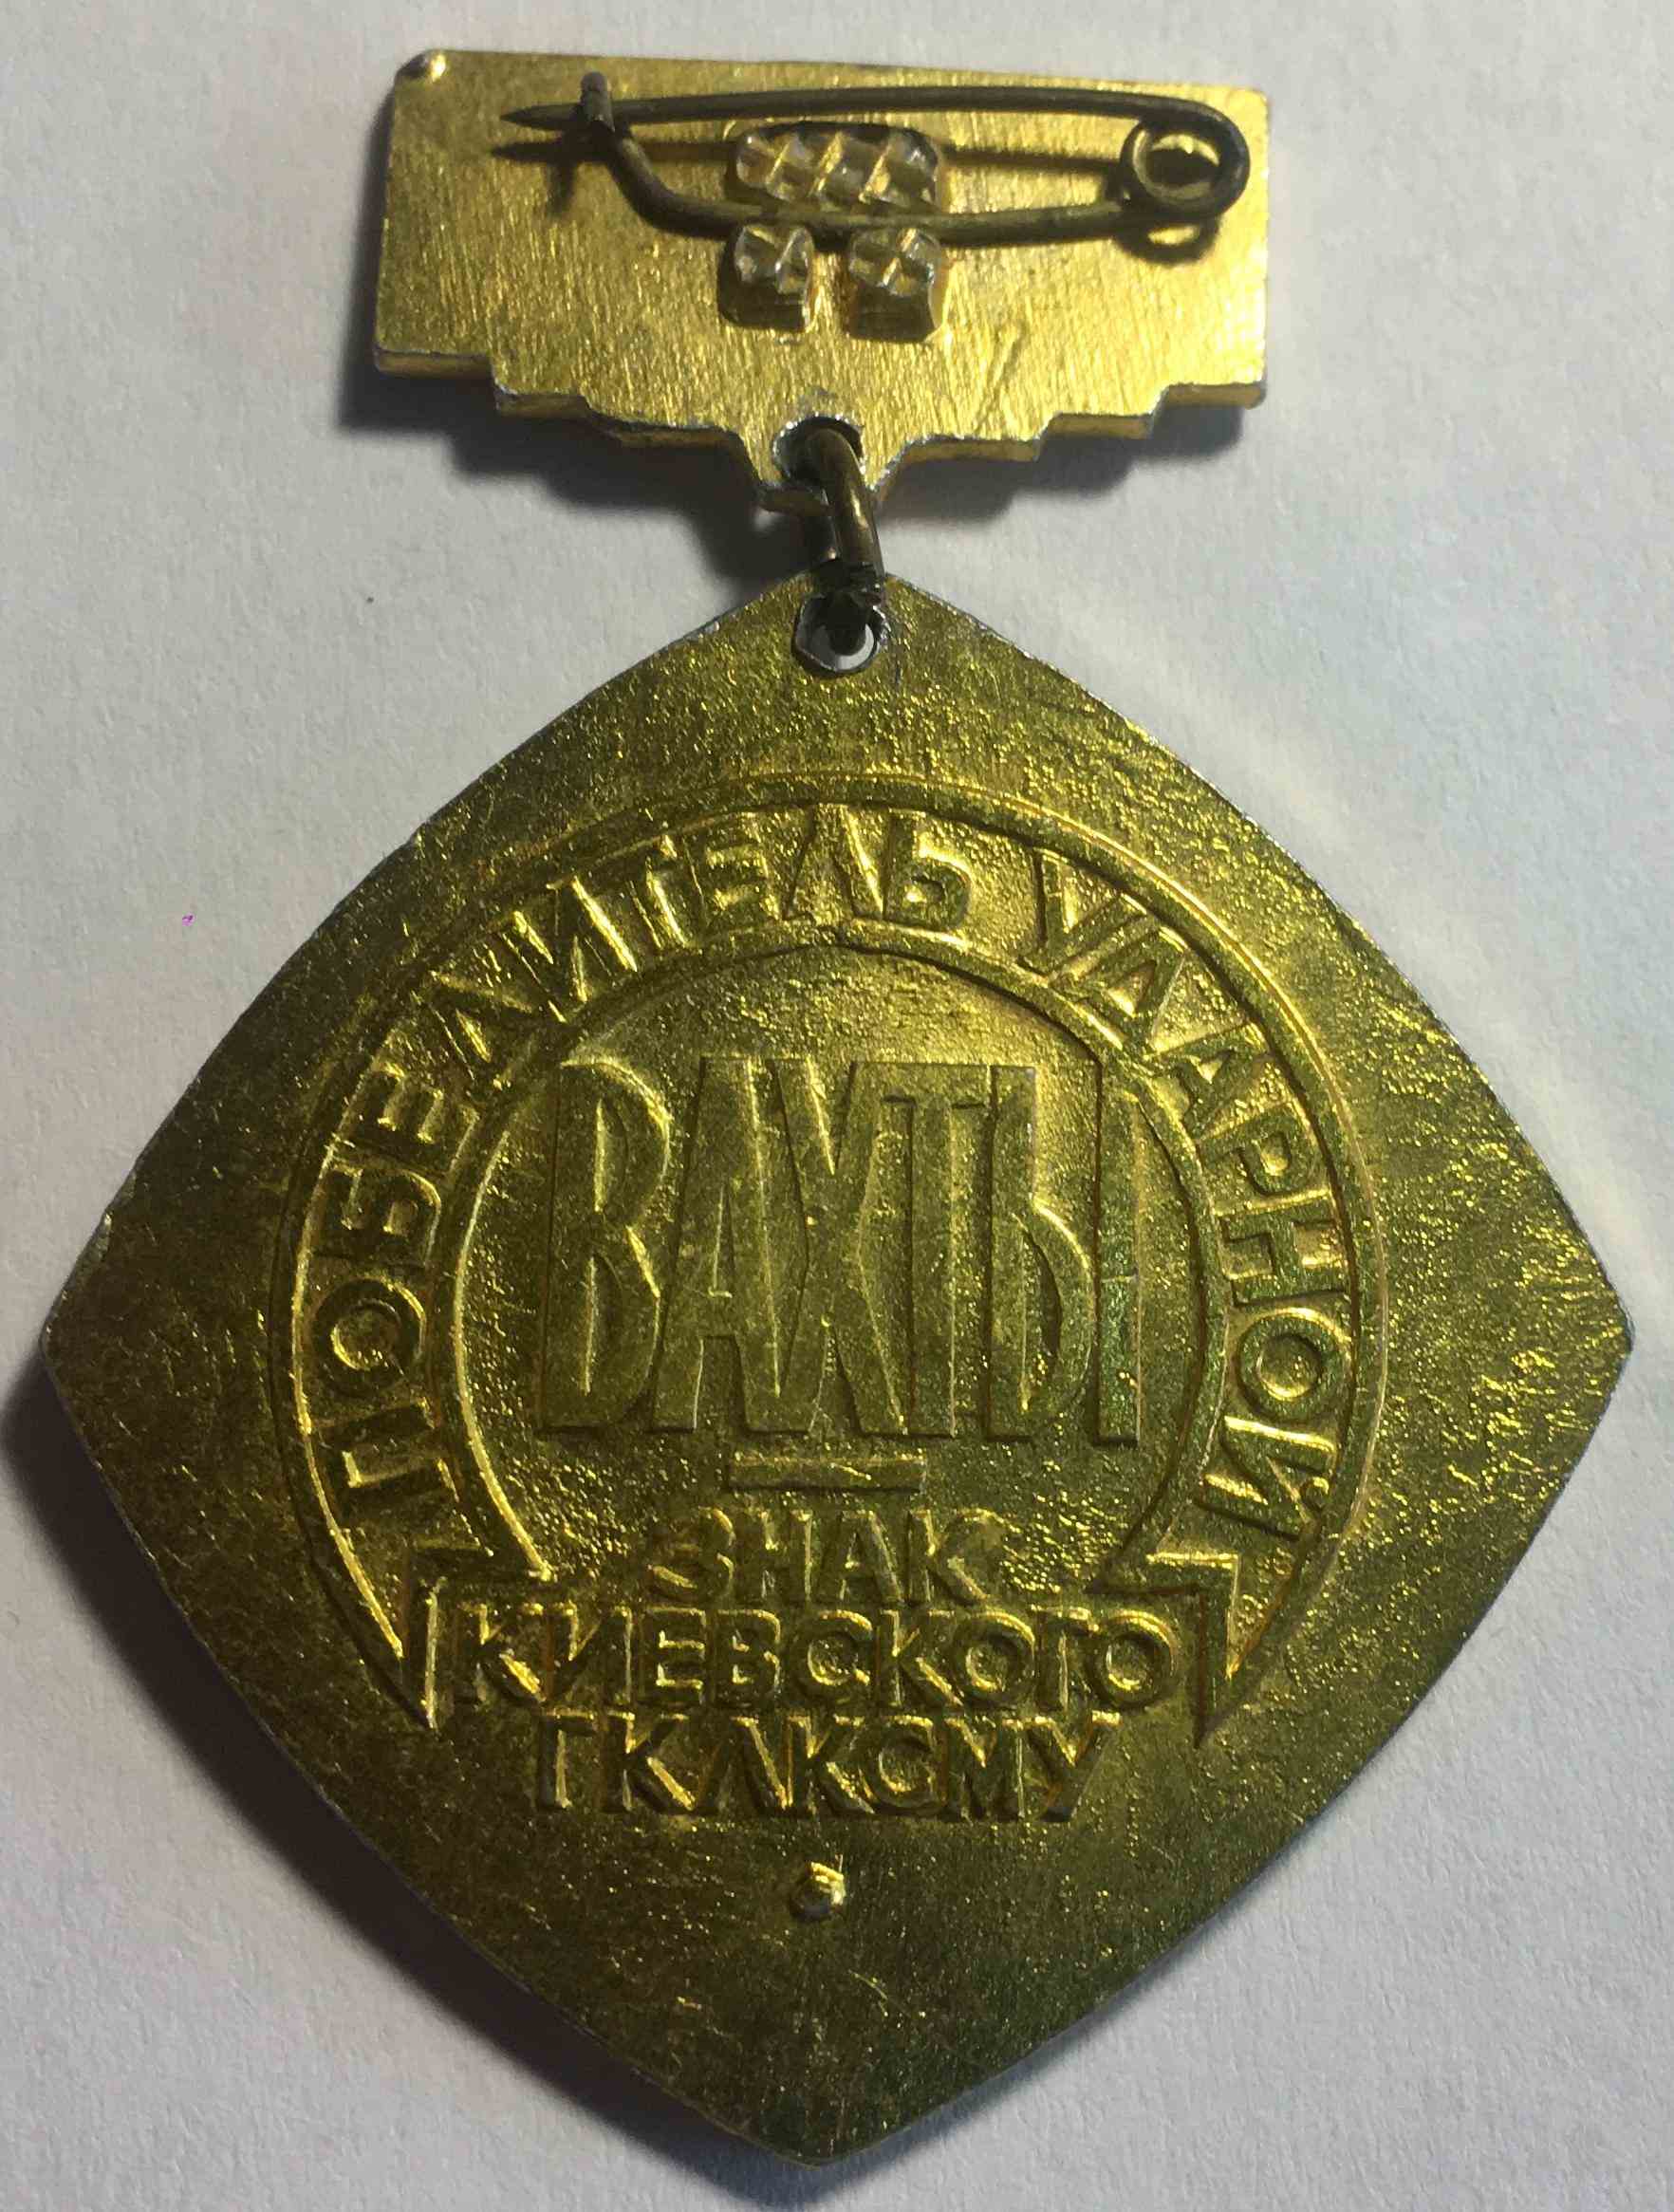 ПОБЕДИТЕЛЬ УДАРНОЙ
ВАХТЫ
ЗНАК
КИЕВСКОГО
ГК ЛКСМУ